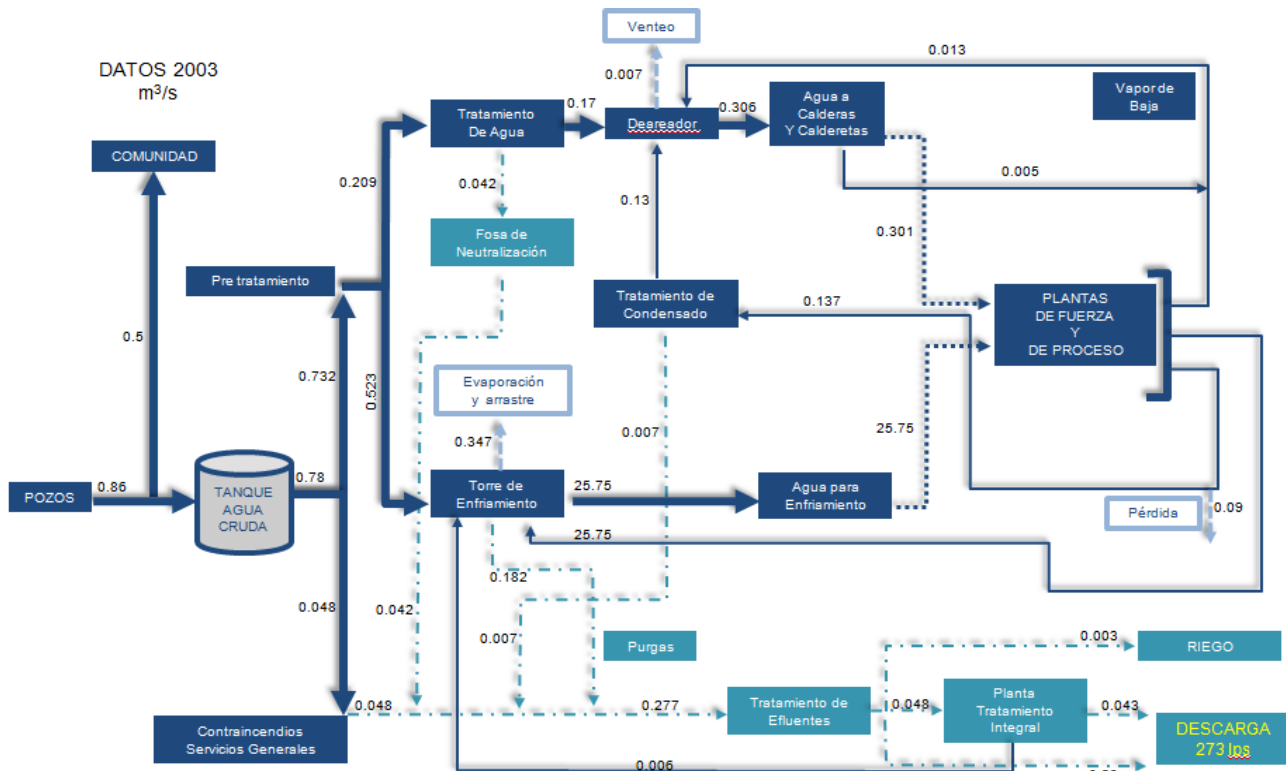 Venteo
0.013
DATOS 2003
m³/s
0.007
0.17
Tratamiento
De Agua
Deareador
0.306
Agua a
Calderas
Y Calderetas
Vapor de
Baja
COMUNIDAD
0.209
0.042
0.13
0.005
Fosa de
Neutralización
0.301
Pre tratamiento
Tratamiento de
Condensado
0.137
PLANTAS
DE FUERZA
Y
DE PROCESO
0.5
0.732
0.523
Evaporación
y arrastre
0.347
0.007
25.75
POZOS
0.86
TANQUE
AGUA
CRUDA
0.78
Torre de
Enfriamiento
25.75
Agua para
Enfriamiento
Pérdida
0.09
25.75
0.182
0.048
0.042
0.007
Purgas
0.003
RIEGO
0.048
0.277
Tratamiento de
Efluentes
0.048
Planta
Tratamiento
Integral
0.043
Contraincendios
Servicios Generales
DESCARGA
273 lps
0.006